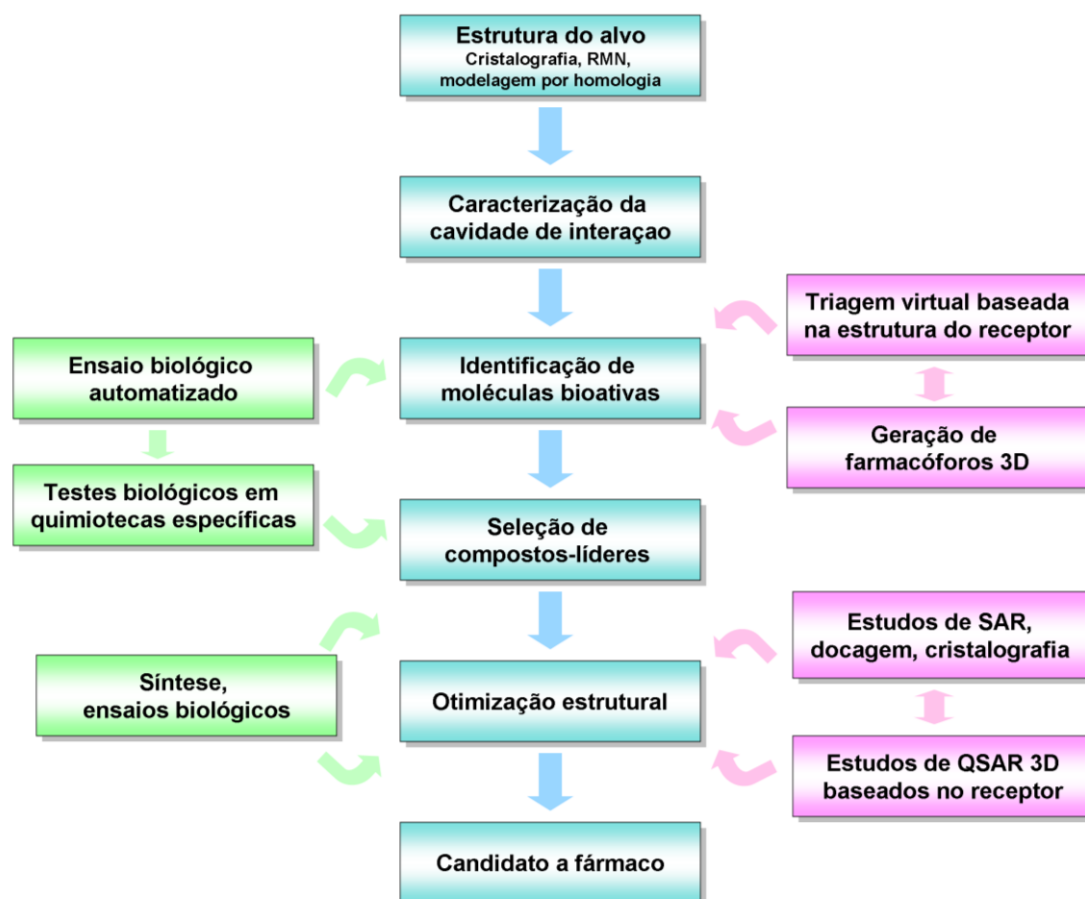 Estrutura do alvo
Cristalografia, RMN,
modelagem por homologia
Caracterização da
cavidade de interaçao
Triagem virtual baseada
na estrutura do receptor
Ensaio biológico
automatizado
Identificação de
moléculas bioativas
Geração de
farmacóforos 3D
Testes biológicos em
quimiotecas específicas
Seleção de
compostos-líderes
Estudos de SAR,
docagem, cristalografia
Síntese,
ensaios biológicos
Otimização estrutural
Estudos de QSAR 3D
baseados no receptor
Candidato a fármaco